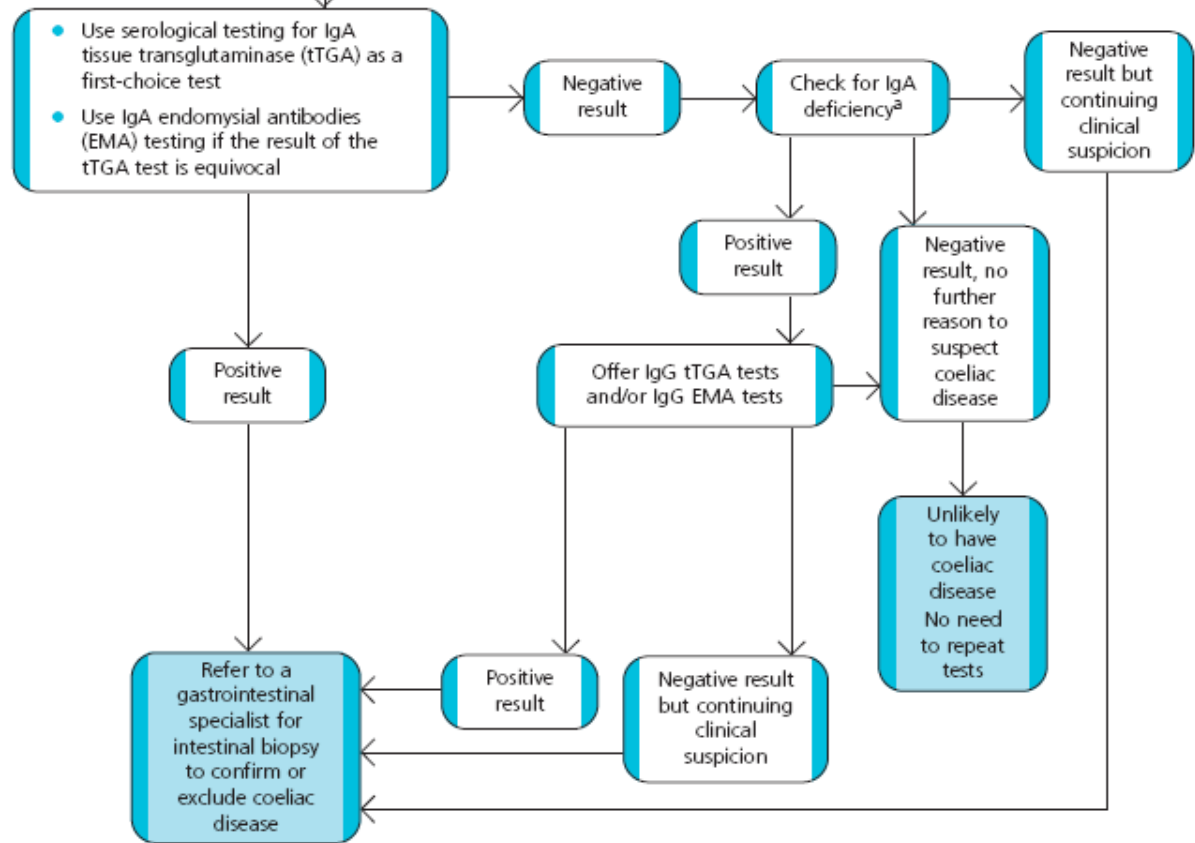 Use serological testing for IgA
tissue transglutaminase (tTGA) as a
first-choice test
Use IgA endomysial antibodies
(EMA) testing if the result of the
tTGA test is equivocal
Negative
result
Check for IgA
deficiencyᵃ
Negative
result but
continuing
clinical
suspicion
Positive
result
Negative
result, no
further
reason to
suspect
coeliac
disease
Positive
result
Offer IgG tTGA tests
and/or IgG EMA tests
Unlikely
to have
coeliac
disease
No need
to repeat
tests
Refer to a
gastrointestinal
specialist for
intestinal biopsy
to confirm or
exclude coeliac
disease
Positive
result
Negative result
but continuing
clinical
suspicion